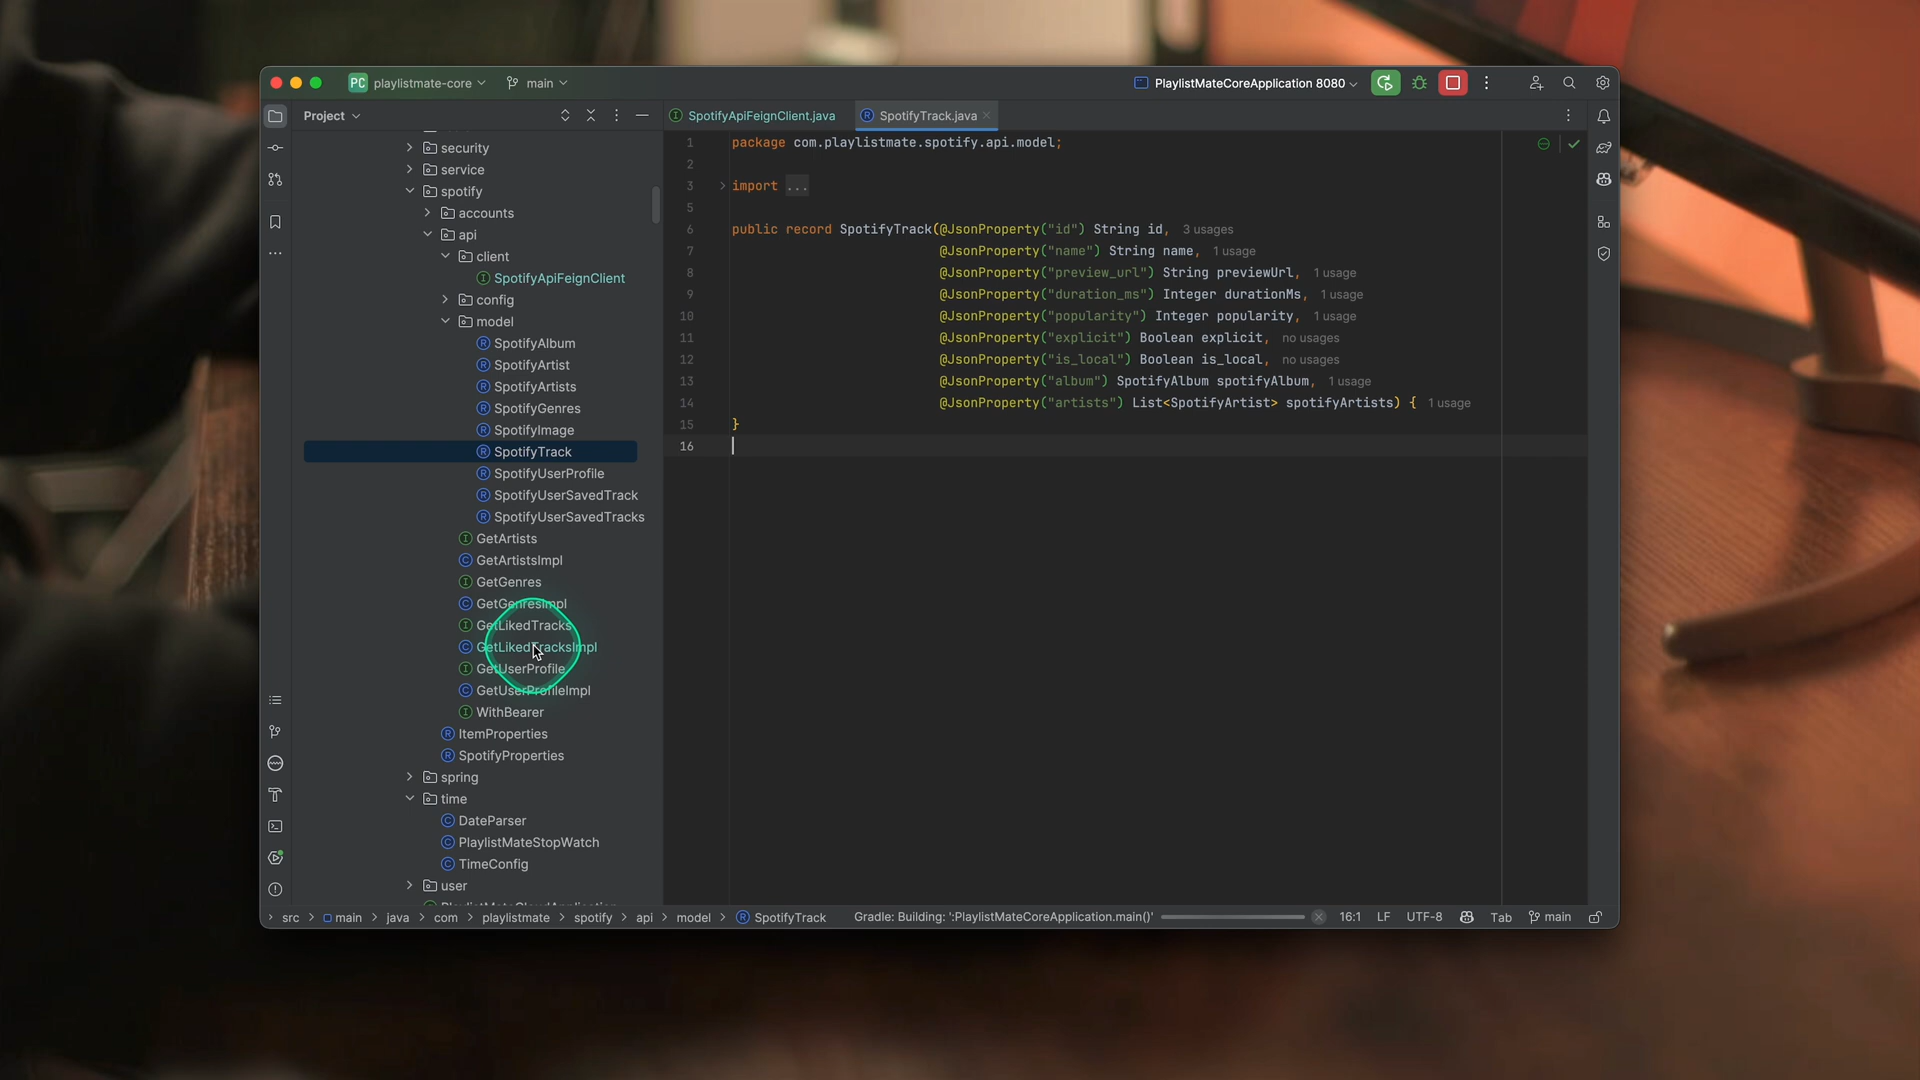 PC playlistmate-core main PlaylistMateCoreApplication 8080
Project SpotifyApiFeignClient.java SpotifyTrack.java
security
service
spotify
accounts
api
client
SpotifyApiFeignClient
config
model
SpotifyAlbum
SpotifyArtist
SpotifyArtists
SpotifyGenres
SpotifyImage
SpotifyTrack
SpotifyUserProfile
SpotifyUserSavedTrack
SpotifyUserSavedTracks
GetArtists
GetArtistsImpl
GetGenres
GetGenresImpl
GetLikedTracks
GetLikedTracksImpl
GetUserProfile
GetUserProfileImpl
WithBearer
ItemProperties
SpotifyProperties
spring
time
DateParser
PlaylistMateStopWatch
TimeConfig
user
1 package com.playlistmate.spotify.api.model;
2
3 import ...
5
6 public record SpotifyTrack(@JsonProperty("id") String id, 3 usages
7 @JsonProperty("name") String name, 1 usage
8 @JsonProperty("preview_url") String previewUrl, 1 usage
9 @JsonProperty("duration_ms") Integer durationMs, 1 usage
10 @JsonProperty("popularity") Integer popularity, 1 usage
11 @JsonProperty("explicit") Boolean explicit, no usages
12 @JsonProperty("is_local") Boolean is_local, no usages
13 @JsonProperty("album") SpotifyAlbum spotifyAlbum, 1 usage
14 @JsonProperty("artists") List<SpotifyArtist> spotifyArtists) { 1 usage
15 }
16
src > main > java > com > playlistmate > spotify > api > model > SpotifyTrack Gradle: Building: ':PlaylistMateCoreApplication.main()' 16:1 LF UTF-8 Tab main